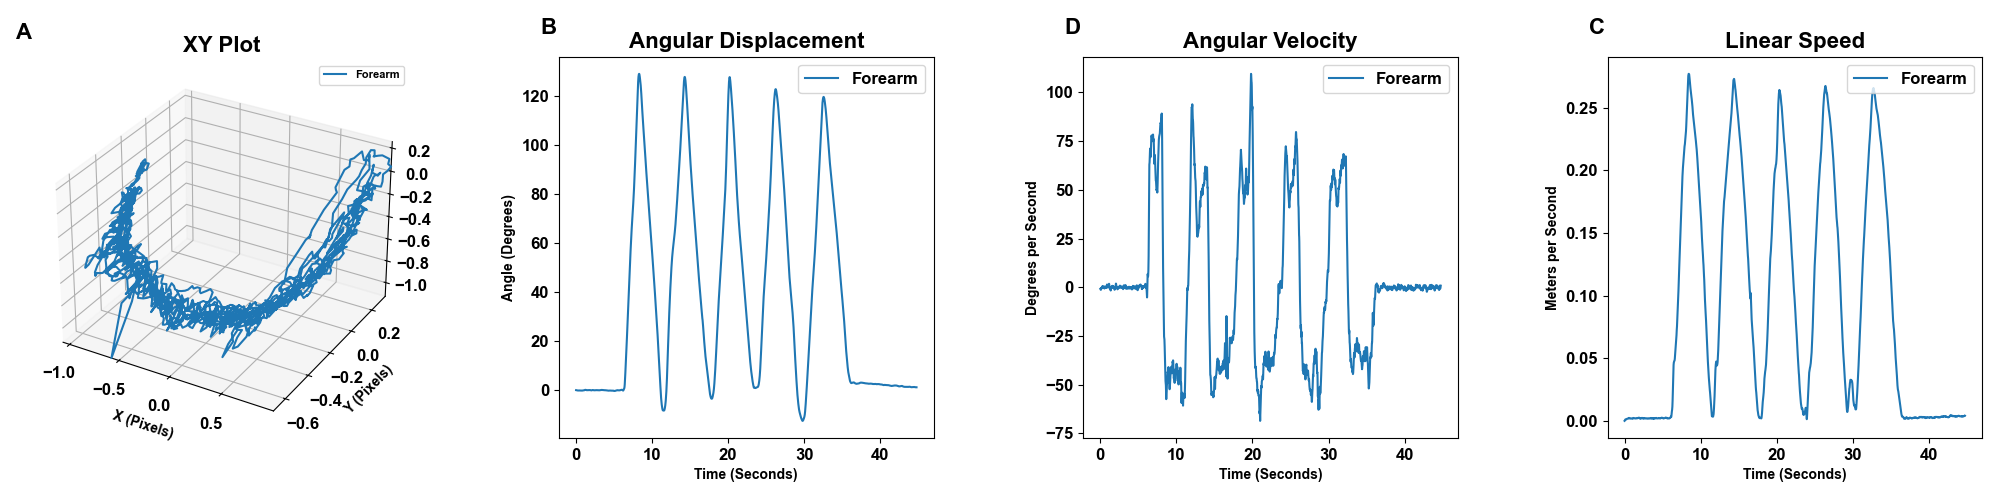 A
XY Plot
Forearm
0.2
0.0
−0.2
−0.4
−0.6
−0.8
−1.0
0.2
0.0
−0.2
−0.4
−0.6
Y (Pixels)
−1.0
−0.5
0.0
0.5
X (Pixels)
B
Angular Displacement
Forearm
120
100
80
60
40
20
0
Angle (Degrees)
0 10 20 30 40
Time (Seconds)
D
Angular Velocity
Forearm
100
75
50
25
0
−25
−50
−75
Degrees per Second
0 10 20 30 40
Time (Seconds)
C
Linear Speed
Forearm
0.25
0.20
0.15
0.10
0.05
0.00
Meters per Second
0 10 20 30 40
Time (Seconds)